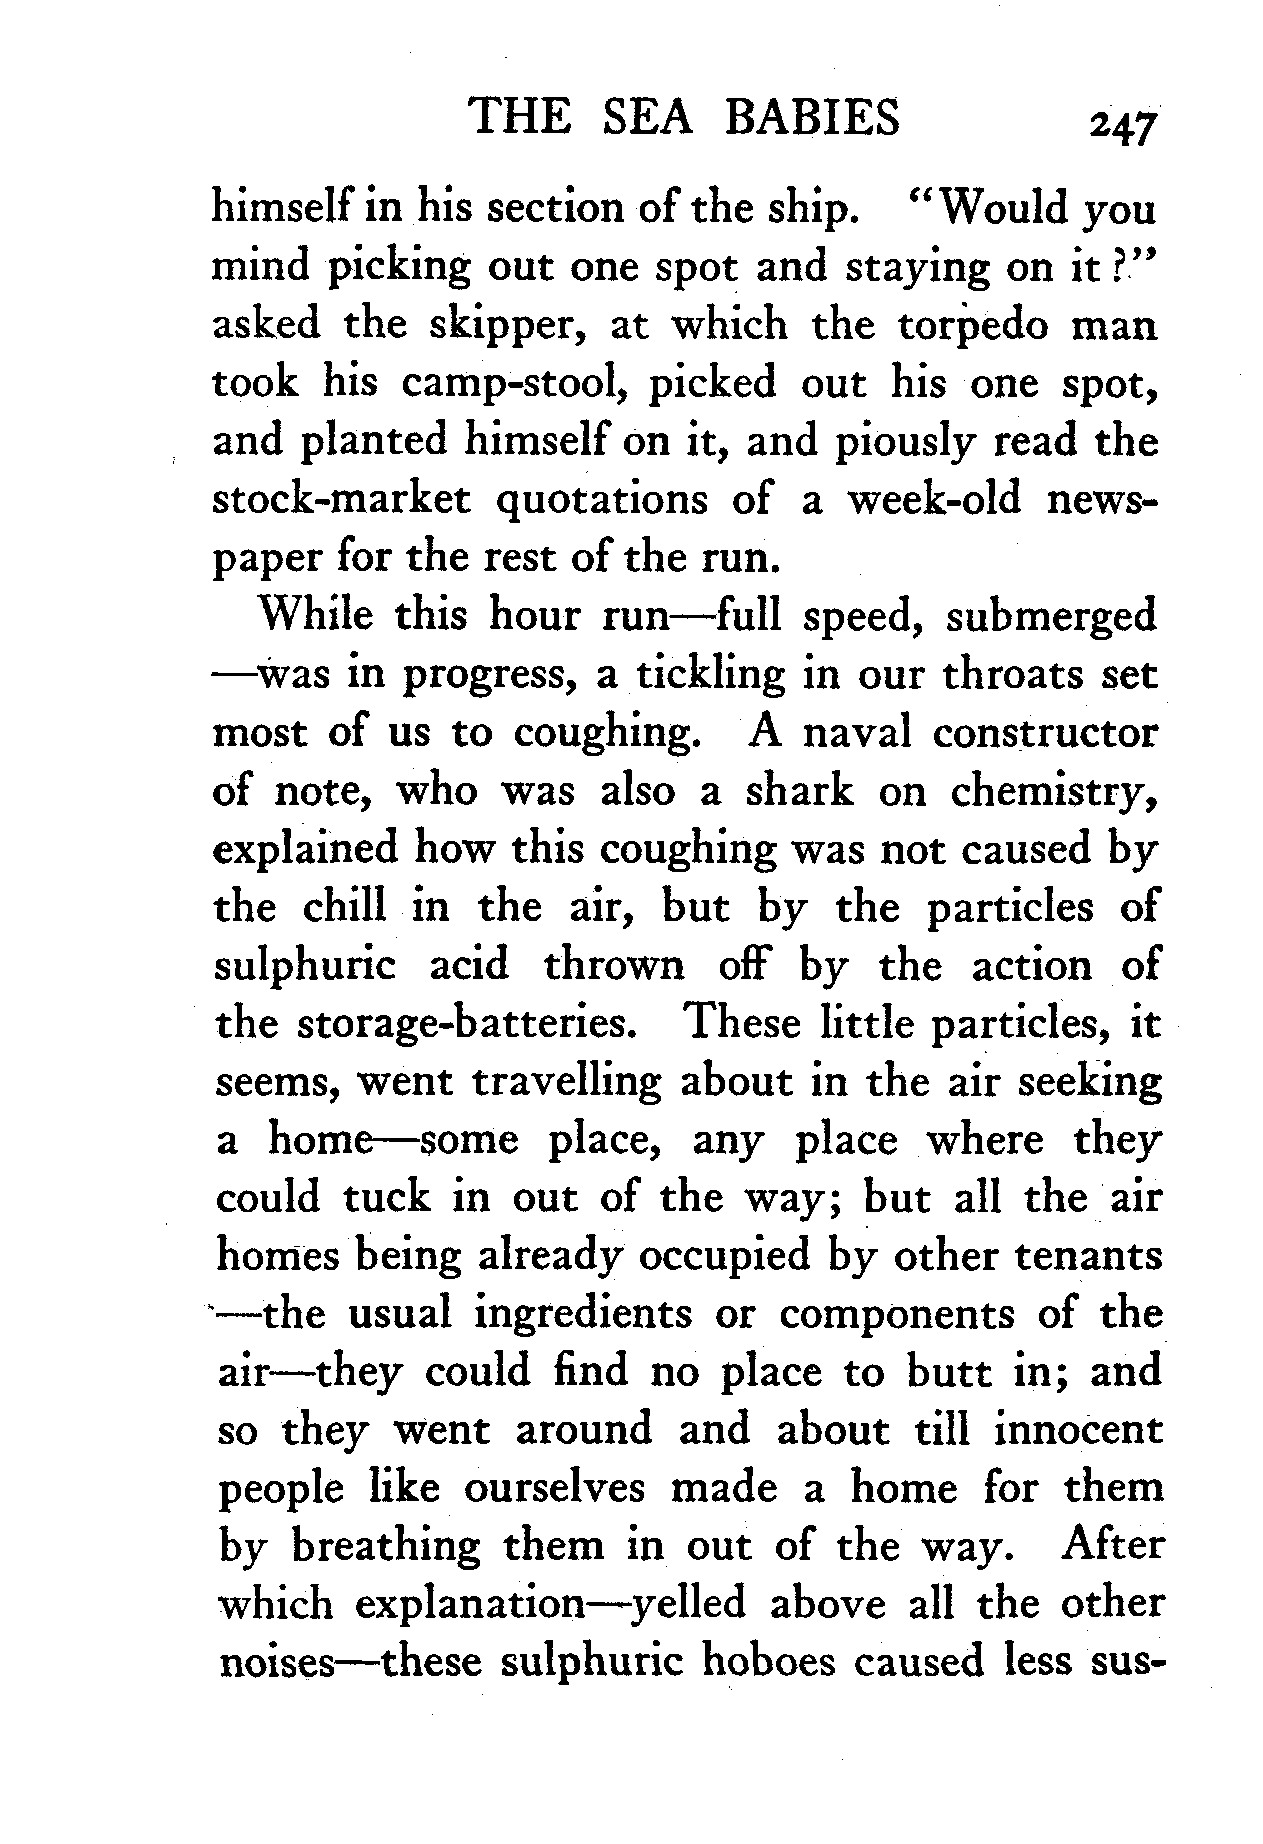 THE SEA BABIES 247
himself in his section of the ship. "Would you
mind picking out one spot and staying on it?"
asked the skipper, at which the torpedo man
took his camp-stool, picked out his one spot,
and planted himself on it, and piously read the
stock-market quotations of a week-old news-
paper for the rest of the run.
While this hour run—full speed, submerged
—was in progress, a tickling in our throats set
most of us to coughing. A naval constructor
of note, who was also a shark on chemistry,
explained how this coughing was not caused by
the chill in the air, but by the particles of
sulphuric acid thrown off by the action of
the storage-batteries. These little particles, it
seems, went travelling about in the air seeking
a home—some place, any place where they
could tuck in out of the way; but all the air
homes being already occupied by other tenants
—the usual ingredients or components of the
air—they could find no place to butt in; and
so they went around and about till innocent
people like ourselves made a home for them
by breathing them in out of the way. After
which explanation—yelled above all the other
noises—these sulphuric hoboes caused less sus-